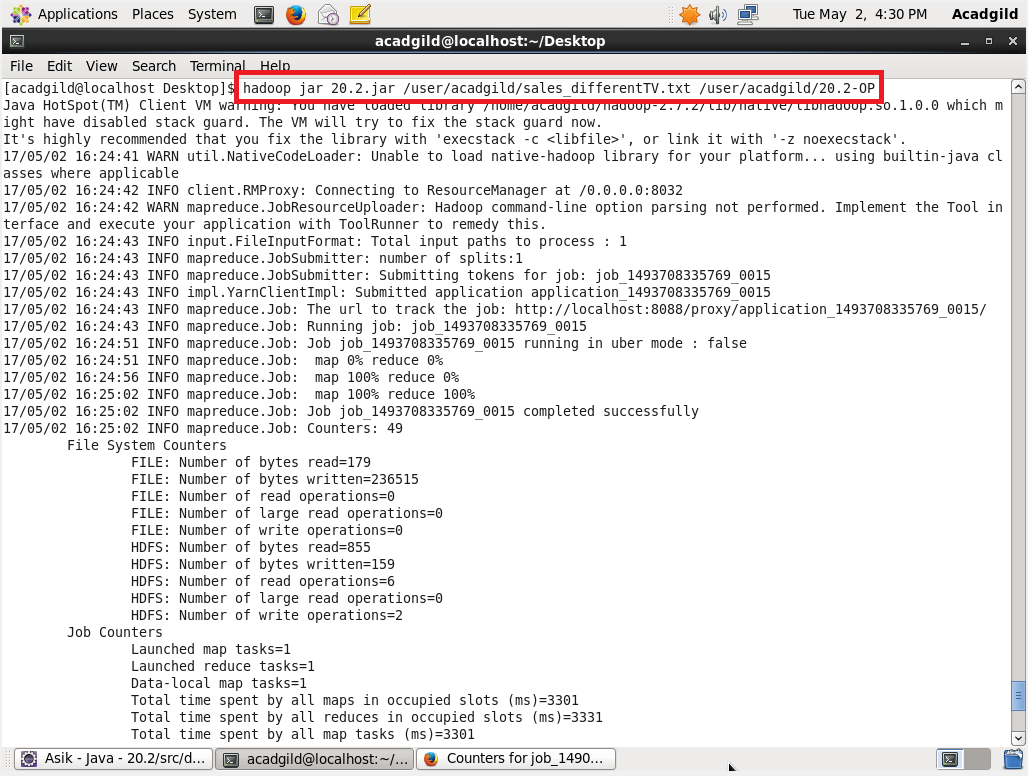 Applications Places System Tue May 2, 4:30 PM Acadgild
acadgild@localhost:~/Desktop
File Edit View Search Terminal Help
[acadgild@localhost Desktop]$ hadoop jar 20.2.jar /user/acadgild/sales_differentTV.txt /user/acadgild/20.2-OP
Java HotSpot(TM) Client VM warning: You have loaded library /home/acadgild/hadoop-2.7.2/lib/native/libhadoop.so.1.0.0 which m
ight have disabled stack guard. The VM will try to fix the stack guard now.
It's highly recommended that you fix the library with 'execstack -c <libfile>', or link it with '-z noexecstack'.
17/05/02 16:24:41 WARN util.NativeCodeLoader: Unable to load native-hadoop library for your platform... using builtin-java cl
asses where applicable
17/05/02 16:24:42 INFO client.RMProxy: Connecting to ResourceManager at /0.0.0.0:8032
17/05/02 16:24:42 WARN mapreduce.JobResourceUploader: Hadoop command-line option parsing not performed. Implement the Tool in
terface and execute your application with ToolRunner to remedy this.
17/05/02 16:24:43 INFO input.FileInputFormat: Total input paths to process : 1
17/05/02 16:24:43 INFO mapreduce.JobSubmitter: number of splits:1
17/05/02 16:24:43 INFO mapreduce.JobSubmitter: Submitting tokens for job: job_1493708335769_0015
17/05/02 16:24:43 INFO impl.YarnClientImpl: Submitted application application_1493708335769_0015
17/05/02 16:24:43 INFO mapreduce.Job: The url to track the job: http://localhost:8088/proxy/application_1493708335769_0015/
17/05/02 16:24:43 INFO mapreduce.Job: Running job: job_1493708335769_0015
17/05/02 16:24:51 INFO mapreduce.Job: Job job_1493708335769_0015 running in uber mode : false
17/05/02 16:24:51 INFO mapreduce.Job:  map 0% reduce 0%
17/05/02 16:24:56 INFO mapreduce.Job:  map 100% reduce 0%
17/05/02 16:25:02 INFO mapreduce.Job:  map 100% reduce 100%
17/05/02 16:25:02 INFO mapreduce.Job: Job job_1493708335769_0015 completed successfully
17/05/02 16:25:02 INFO mapreduce.Job: Counters: 49
File System Counters
FILE: Number of bytes read=179
FILE: Number of bytes written=236515
FILE: Number of read operations=0
FILE: Number of large read operations=0
FILE: Number of write operations=0
HDFS: Number of bytes read=855
HDFS: Number of bytes written=159
HDFS: Number of read operations=6
HDFS: Number of large read operations=0
HDFS: Number of write operations=2
Job Counters
Launched map tasks=1
Launched reduce tasks=1
Data-local map tasks=1
Total time spent by all maps in occupied slots (ms)=3301
Total time spent by all reduces in occupied slots (ms)=3331
Total time spent by all map tasks (ms)=3301
Asik - Java - 20.2/src/d... acadgild@localhost:~/... Counters for job_1490...